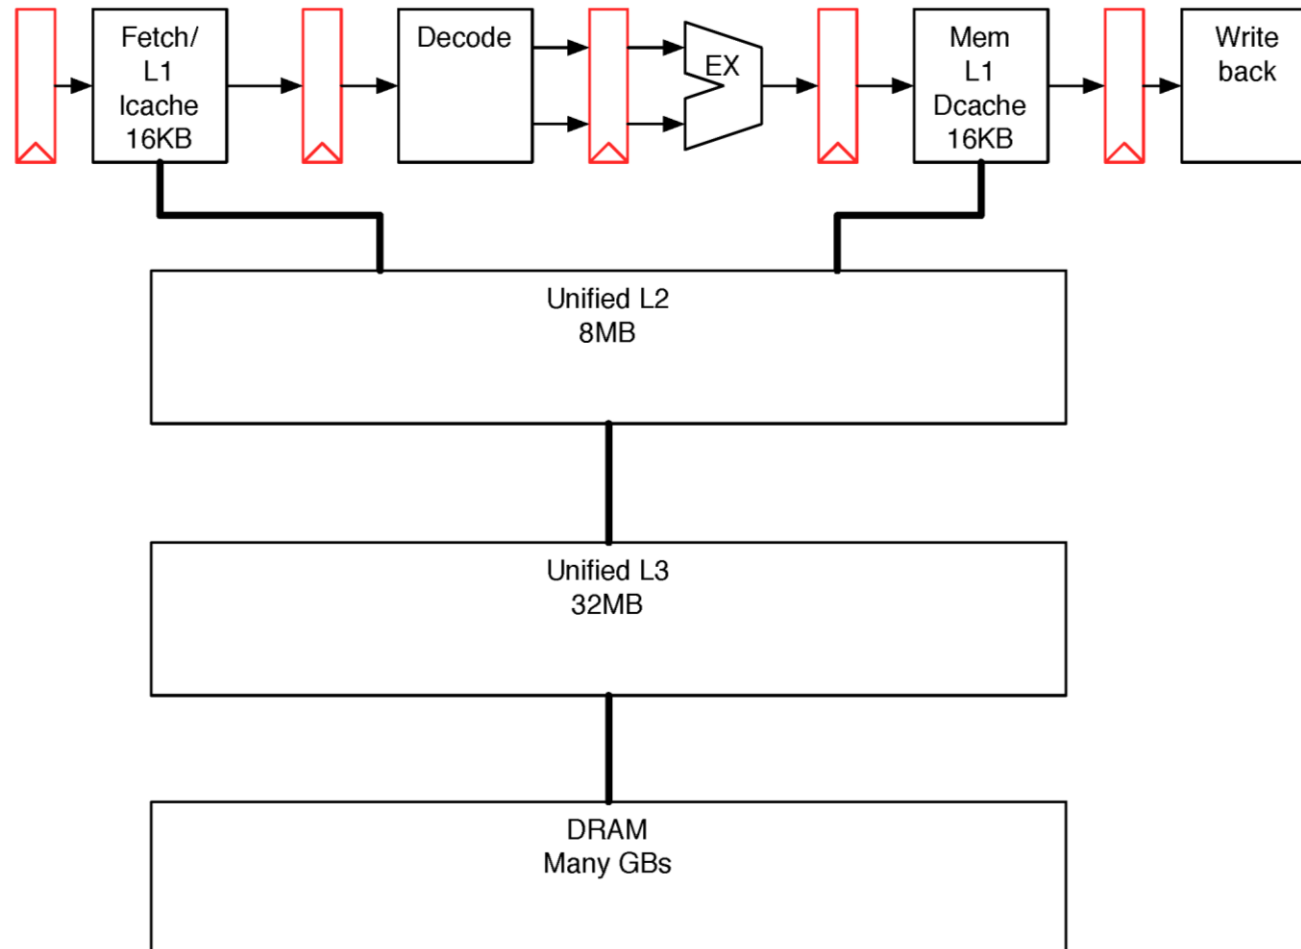 Fetch/
L1
Icache
16KB
Decode
EX
Mem
L1
Dcache
16KB
Write
back
Unified L2
8MB
Unified L3
32MB
DRAM
Many GBs